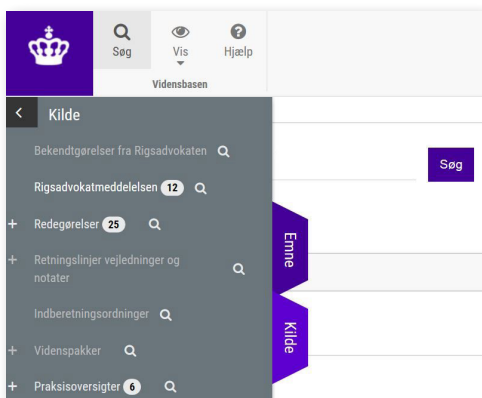 Søg
Vis
Hjælp
Vidensbasen
Kilde
Bekendtgørelser fra Rigsadvokaten
Rigsadvokatmeddelelsen 12
Søg
Redegørelser 25
Emne
Retningslinjer vejledninger og
notater
Indberetningsordninger
Kilde
Videnspakker
Praksisoversigter 6